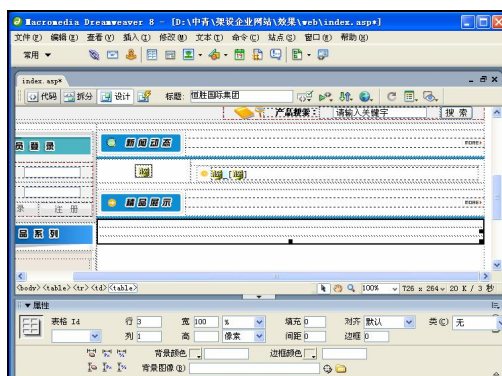 Macromedia Dreamweaver 8 - [D:\中青\架设企业网站\效果\web\index.asp*]
文件(F) 编辑(E) 查看(V) 插入(I) 修改(M) 文本(T) 命令(C) 站点(S) 窗口(W) 帮助(H)
常用
index.asp*
代码 拆分 设计 标题: 恒胜国际集团
产品搜索: 请输入关键字 搜 索
员 登 录 新闻动态 MORE
录 注 册 精品展示 MORE
品 系 列
<body> <table> <tr> <td> <table> 100% 726 x 264 20 K / 3 秒
属性
表格 Id 行 3 宽 100 % 填充 0 对齐 默认 类(C) 无
列 1 高 像素 间距 0 边框 0
背景颜色 边框颜色
背景图像(B)